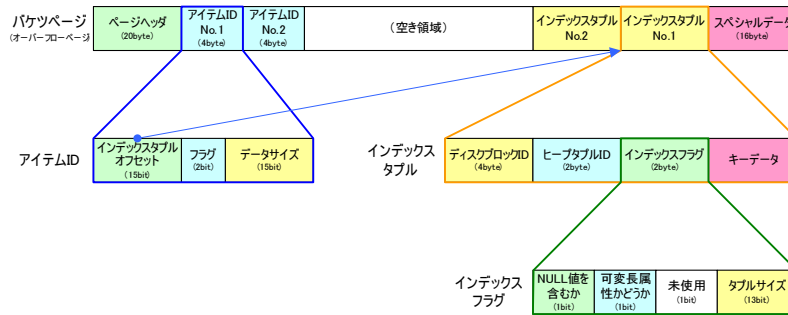 バケツページ
(オーバーフローページ)
ページヘッダ
(20byte)
アイテムID
No.1
(4byte)
アイテムID
No.2
(4byte)
(空き領域)
インデックスタプル
No.2
インデックスタプル
No.1
スペシャルデータ
(16byte)
アイテムID
インデックスタプル
オフセット
(15bit)
フラグ
(2bit)
データサイズ
(15bit)
インデックス
タプル
ディスクブロックID
(4byte)
ヒープタプルID
(2byte)
インデックスフラグ
(2byte)
キーデータ
インデックス
フラグ
NULL値を
含むか
(1bit)
可変長属
性かどうか
(1bit)
未使用
(1bit)
タプルサイズ
(13bit)